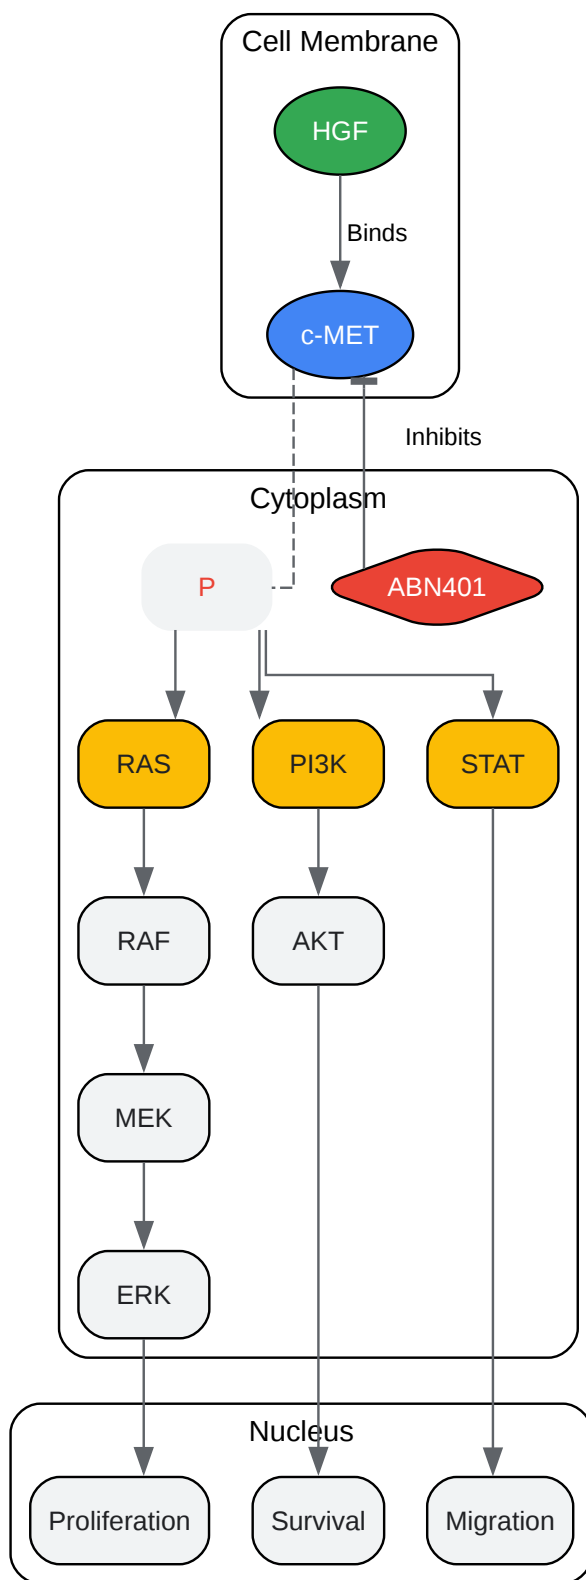 Cell Membrane
HGF
Binds
c-MET
Inhibits
Cytoplasm
P
ABN401
RAS
PI3K
STAT
RAF
AKT
MEK
ERK
Nucleus
Proliferation
Survival
Migration